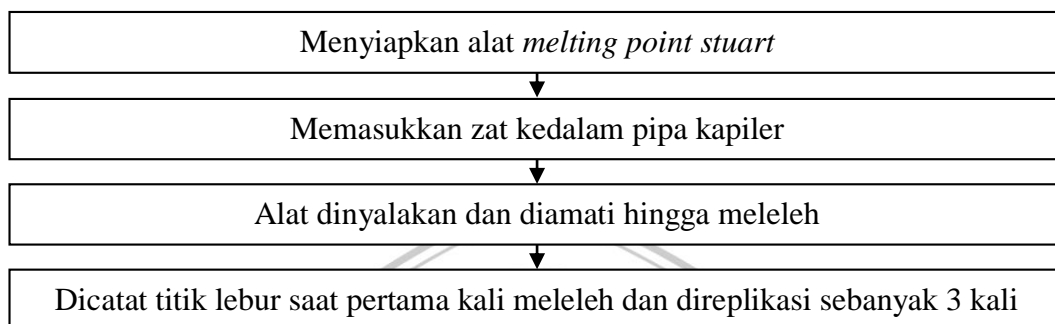 Menyiapkan alat melting point stuart
Memasukkan zat kedalam pipa kapiler
Alat dinyalakan dan diamati hingga meleleh
Dicatat titik lebur saat pertama kali meleleh dan direplikasi sebanyak 3 kali